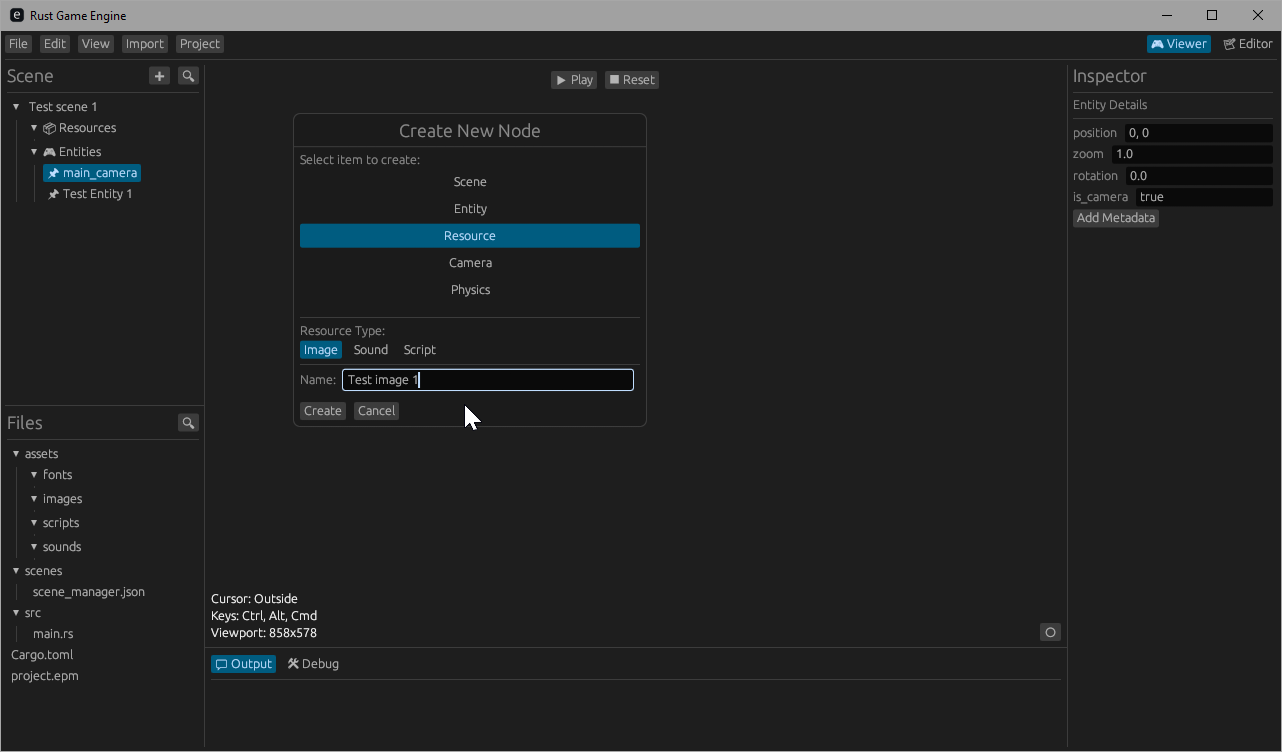 e Rust Game Engine
File Edit View Import Project Viewer Editor
Scene
Test scene 1
Resources
Entities
main_camera
Test Entity 1
Files
assets
fonts
images
scripts
sounds
scenes
scene_manager.json
src
main.rs
Cargo.toml
project.epm
Play Reset
Create New Node
Select item to create:
Scene
Entity
Resource
Camera
Physics
Resource Type:
Image Sound Script
Name: Test image 1
Create Cancel
Cursor: Outside
Keys: Ctrl, Alt, Cmd
Viewport: 858x578
Output Debug
Inspector
Entity Details
position 0, 0
zoom 1.0
rotation 0.0
is_camera true
Add Metadata